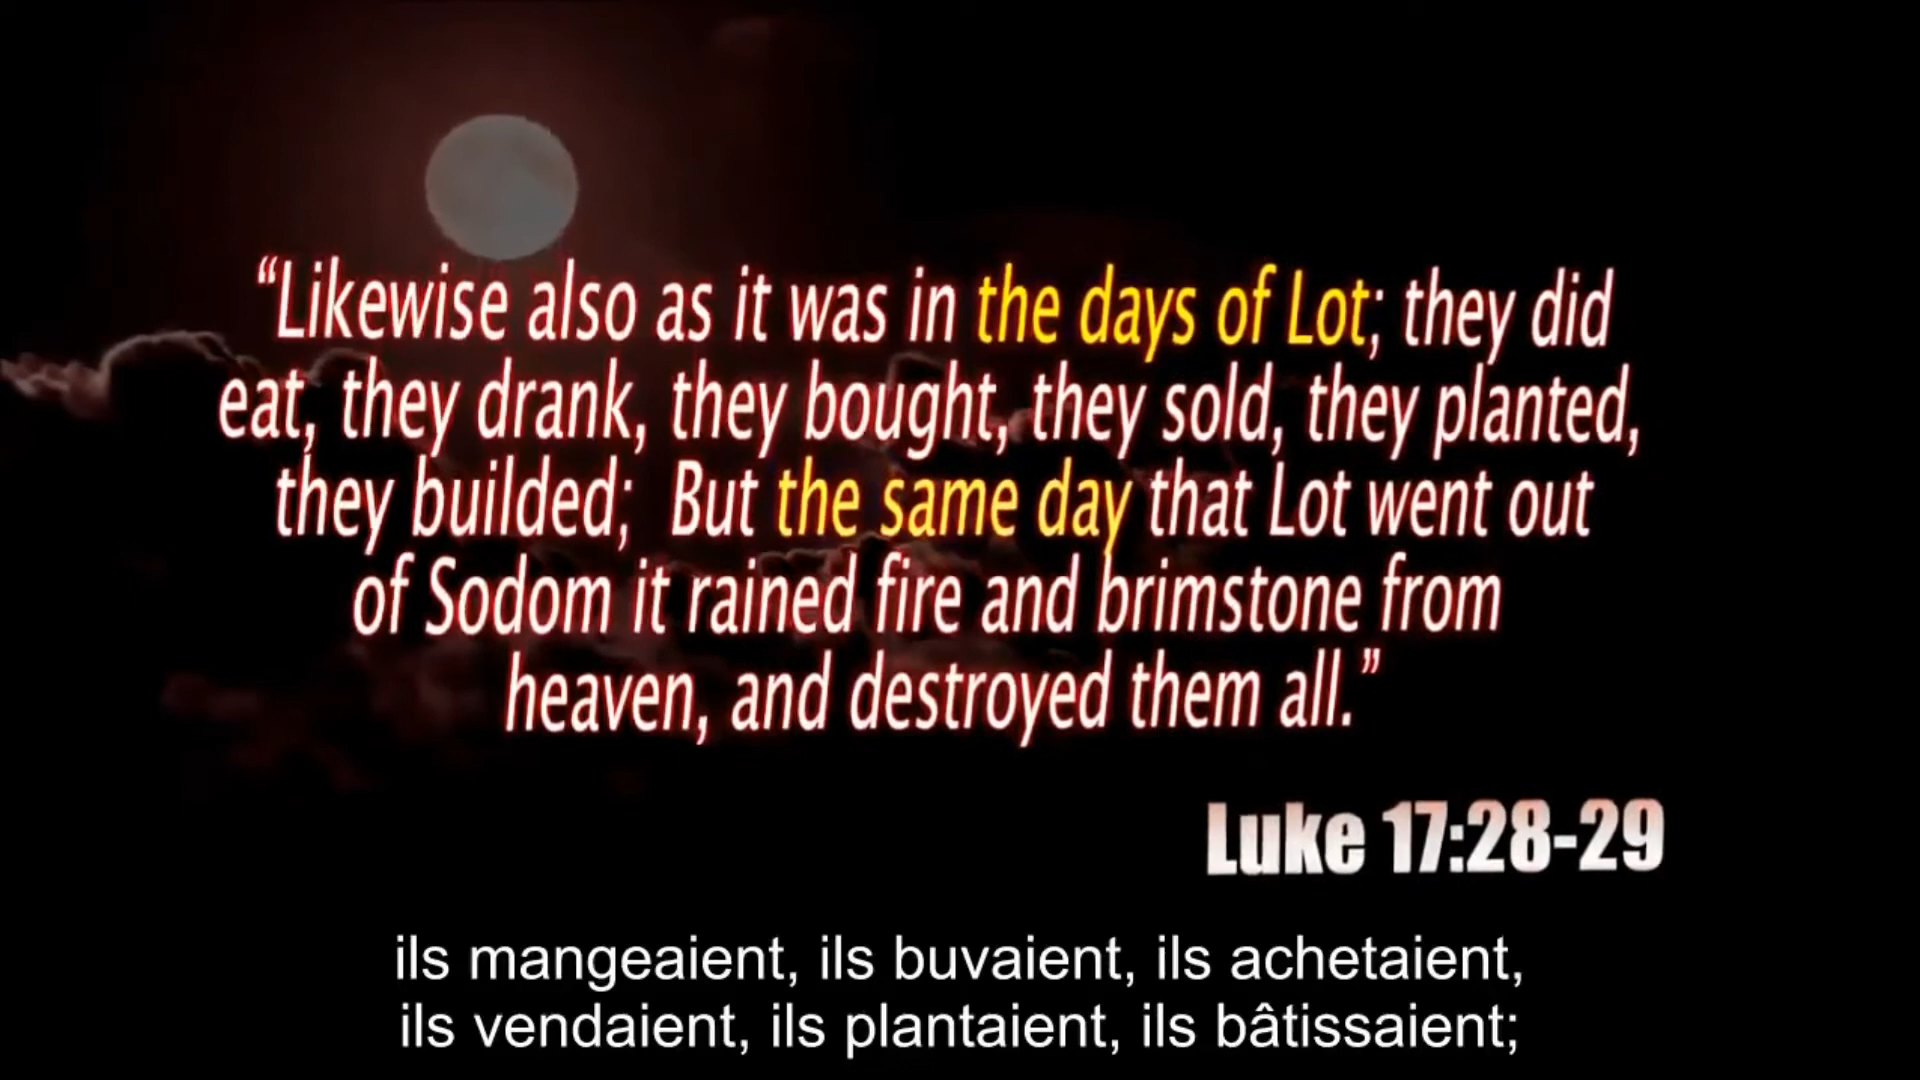 “Likewise also as it was in the days of Lot; they did
eat, they drank, they bought, they sold, they planted,
they builded; But the same day that Lot went out
of Sodom it rained fire and brimstone from
heaven, and destroyed them all.”
Luke 17:28-29
ils mangeaient, ils buvaient, ils achetaient,
ils vendaient, ils plantaient, ils bâtissaient;